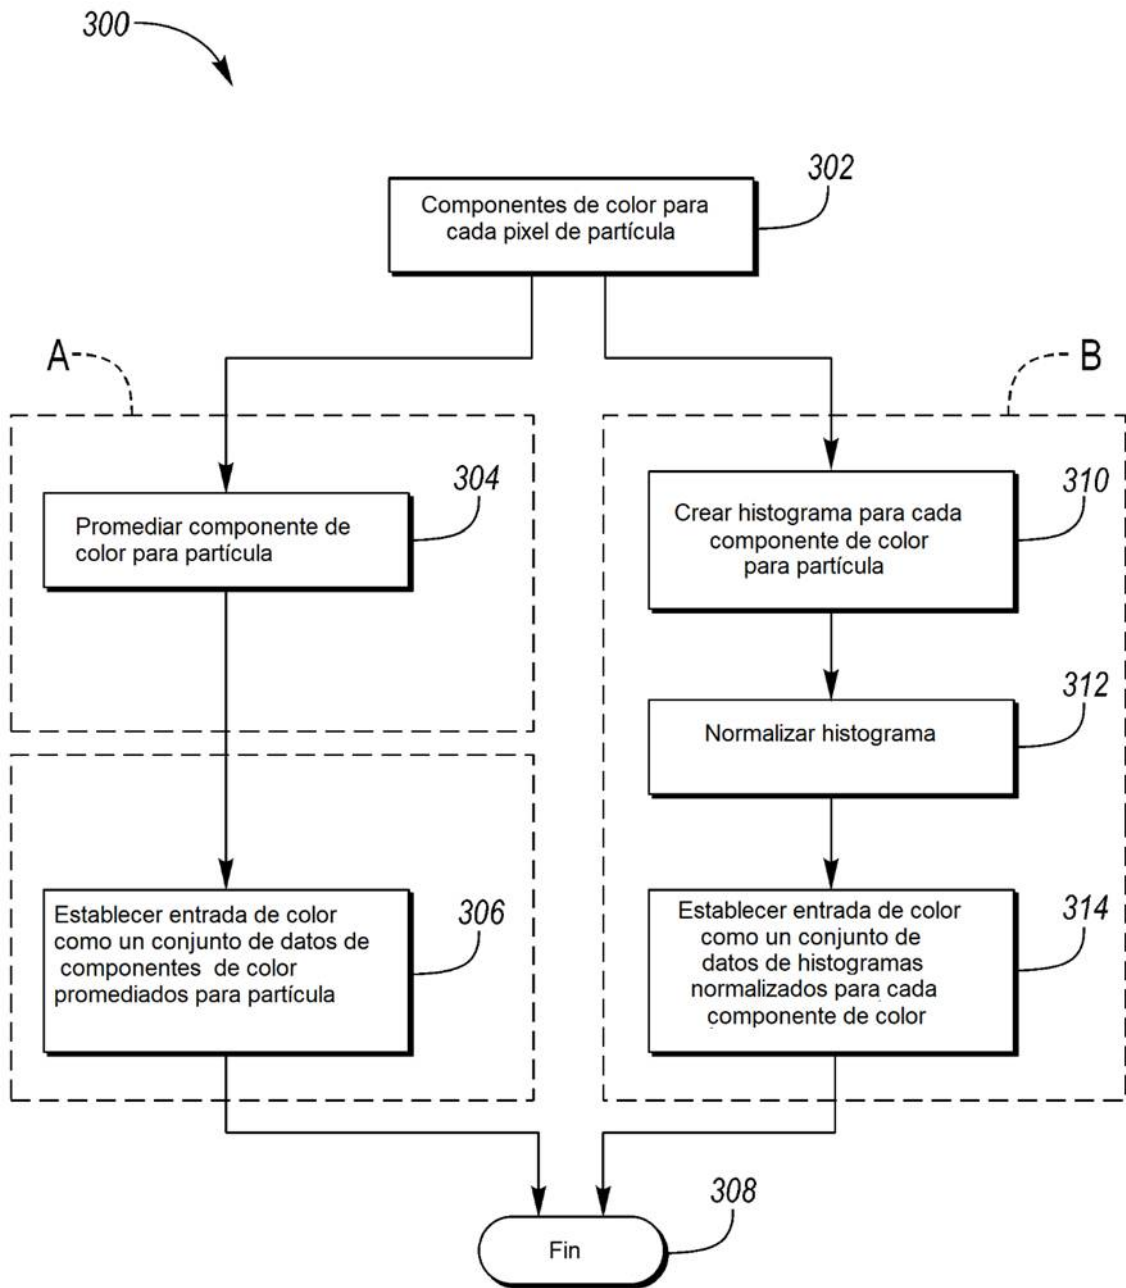 300
302
Componentes de color para
cada pixel de partícula
A
B
304
Promediar componente de
color para partícula
310
Crear histograma para cada
componente de color
para partícula
312
Normalizar histograma
306
Establecer entrada de color
como un conjunto de datos de
componentes de color
promediados para partícula
314
Establecer entrada de color
como un conjunto de
datos de histogramas
normalizados para cada
componente de color
308
Fin